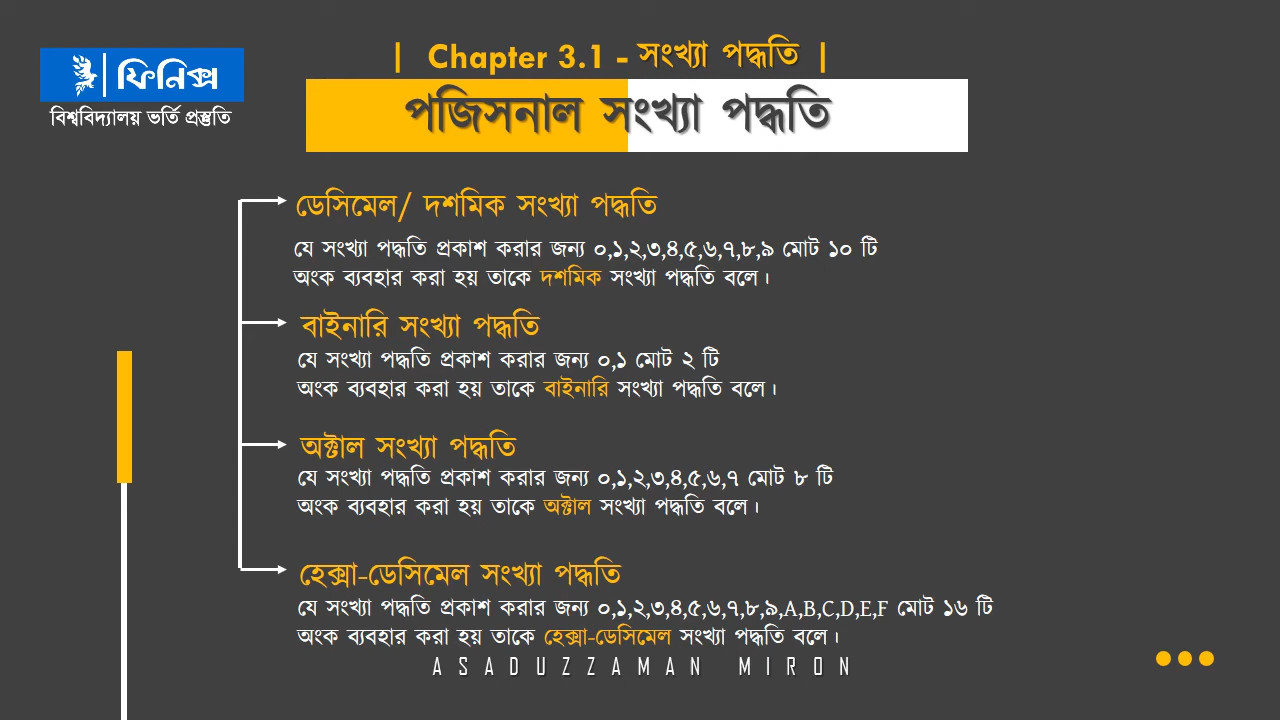 ফিনিক্স
বিশ্ববিদ্যালয় ভর্তি প্রস্তুতি
| Chapter 3.1 - সংখ্যা পদ্ধতি |
পজিসনাল সংখ্যা পদ্ধতি
ডেসিমেল/ দশমিক সংখ্যা পদ্ধতি
যে সংখ্যা পদ্ধতি প্রকাশ করার জন্য ০,১,২,৩,৪,৫,৬,৭,৮,৯ মোট ১০ টি
অংক ব্যবহার করা হয় তাকে দশমিক সংখ্যা পদ্ধতি বলে।
বাইনারি সংখ্যা পদ্ধতি
যে সংখ্যা পদ্ধতি প্রকাশ করার জন্য ০,১ মোট ২ টি
অংক ব্যবহার করা হয় তাকে বাইনারি সংখ্যা পদ্ধতি বলে।
অক্টাল সংখ্যা পদ্ধতি
যে সংখ্যা পদ্ধতি প্রকাশ করার জন্য ০,১,২,৩,৪,৫,৬,৭ মোট ৮ টি
অংক ব্যবহার করা হয় তাকে অক্টাল সংখ্যা পদ্ধতি বলে।
হেক্সা-ডেসিমেল সংখ্যা পদ্ধতি
যে সংখ্যা পদ্ধতি প্রকাশ করার জন্য ০,১,২,৩,৪,৫,৬,৭,৮,৯,A,B,C,D,E,F মোট ১৬ টি
অংক ব্যবহার করা হয় তাকে হেক্সা-ডেসিমেল সংখ্যা পদ্ধতি বলে।
ASADUZZAMAN MIRON